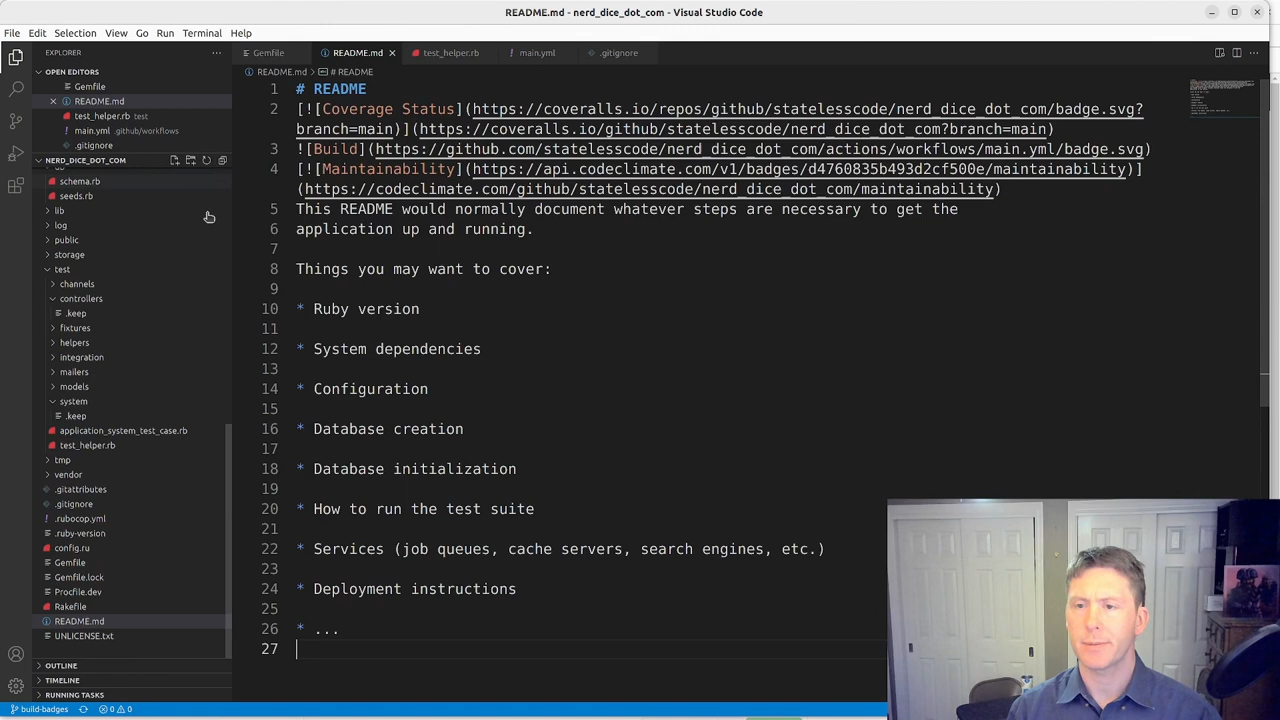 README.md - nerd_dice_dot_com - Visual Studio Code
File Edit Selection View Go Run Terminal Help
EXPLORER
OPEN EDITORS
Gemfile
README.md
test_helper.rb test
main.yml .github/workflows
.gitignore
NERD_DICE_DOT_COM
schema.rb
seeds.rb
lib
log
public
storage
test
channels
controllers
.keep
fixtures
helpers
integration
mailers
models
system
.keep
application_system_test_case.rb
test_helper.rb
tmp
vendor
.gitattributes
.gitignore
.rubocop.yml
.ruby-version
config.ru
Gemfile
Gemfile.lock
Procfile.dev
Rakefile
README.md
UNLICENSE.txt
OUTLINE
TIMELINE
RUNNING TASKS
Gemfile README.md test_helper.rb main.yml .gitignore
README.md > # README
1 # README
2 [![Coverage Status](https://coveralls.io/repos/github/statelesscode/nerd_dice_dot_com/badge.svg?
branch=main)](https://coveralls.io/github/statelesscode/nerd_dice_dot_com?branch=main)
3 ![Build](https://github.com/statelesscode/nerd_dice_dot_com/actions/workflows/main.yml/badge.svg)
4 [![Maintainability](https://api.codeclimate.com/v1/badges/d4760835b493d2cf500e/maintainability)]
(https://codeclimate.com/github/statelesscode/nerd_dice_dot_com/maintainability)
5 This README would normally document whatever steps are necessary to get the
6 application up and running.
7
8 Things you may want to cover:
9
10 * Ruby version
11
12 * System dependencies
13
14 * Configuration
15
16 * Database creation
17
18 * Database initialization
19
20 * How to run the test suite
21
22 * Services (job queues, cache servers, search engines, etc.)
23
24 * Deployment instructions
25
26 * ...
27
build-badges 0 0